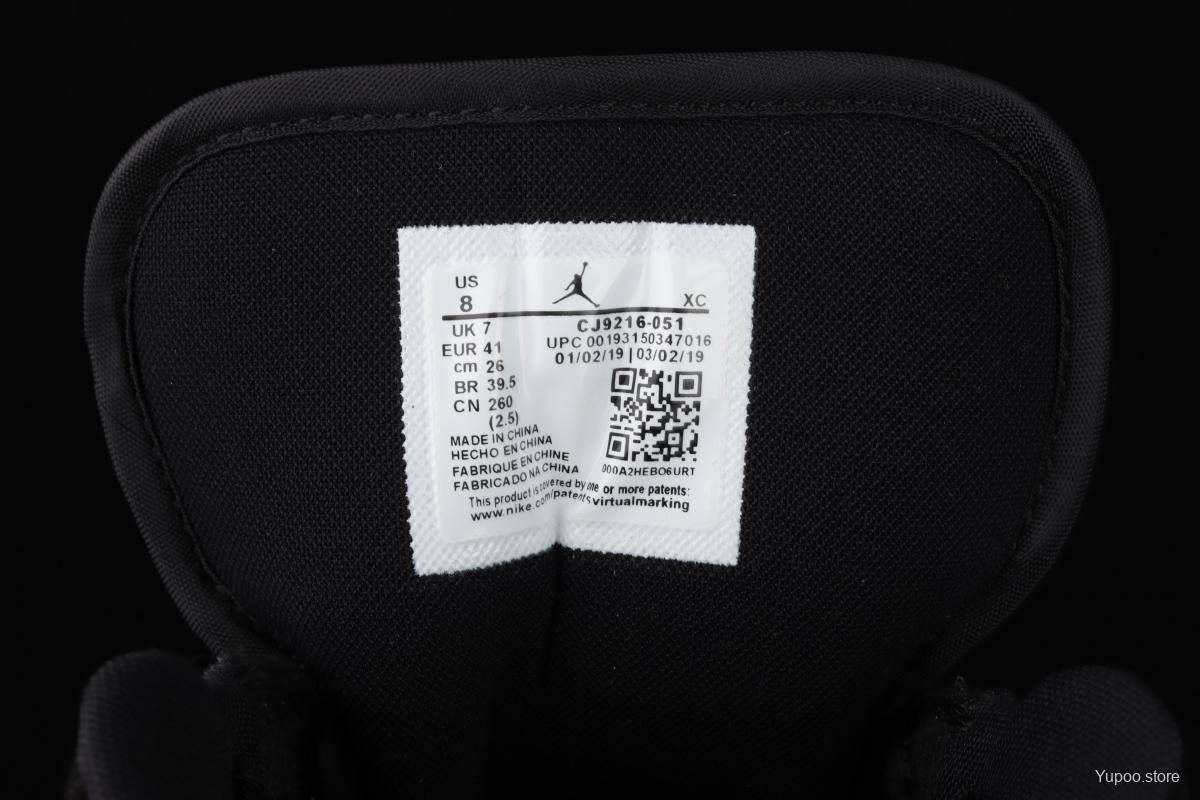 US
8
XC
UK 7
EUR 41
cm 26
BR 39.5
CN 260
(2.5)
CJ9216-051
UPC 00193150347016
01/02/19 | 03/02/19
000A2HEBO6URT
MADE IN CHINA
HECHO EN CHINA
FABRIQUE EN CHINE
FABRICADO NA CHINA
This product is covered by one or more patents:
www.nike.com/patents virtualmarking
Yupoo.store